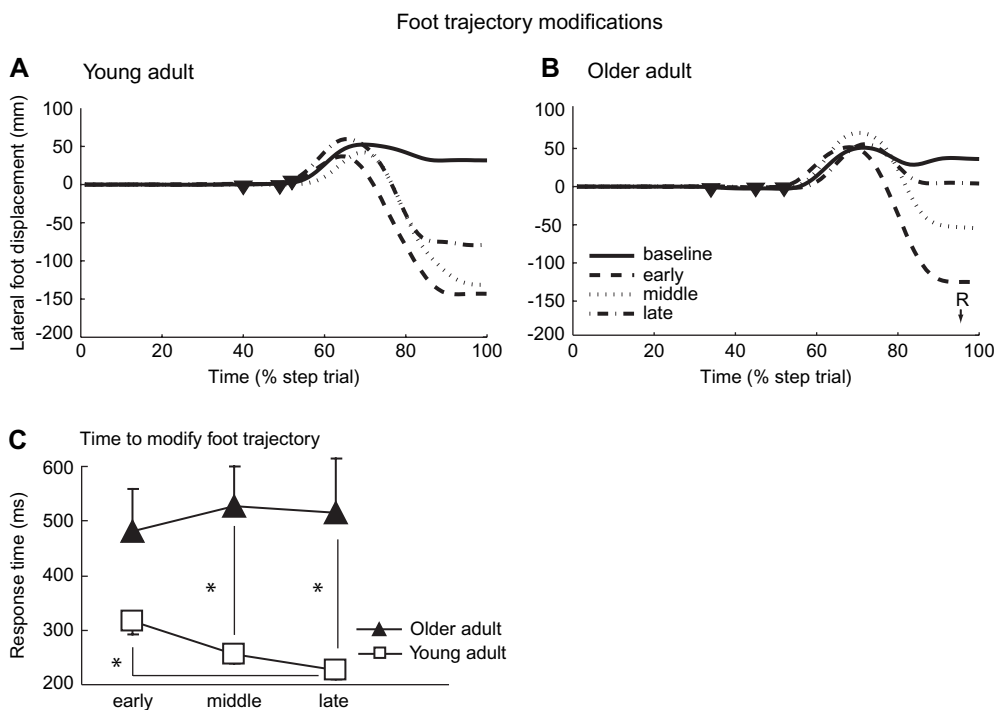 Foot trajectory modifications
A Young adult
Lateral foot displacement (mm)
100
50
0
-50
-100
-150
-200
0 20 40 60 80 100
Time (% step trial)
B Older adult
100
50
0
-50
-100
-150
-200
baseline
early
middle
late
R
0 20 40 60 80 100
Time (% step trial)
C Time to modify foot trajectory
Response time (ms)
600
500
400
300
200
*
*
*
Older adult
Young adult
early middle late